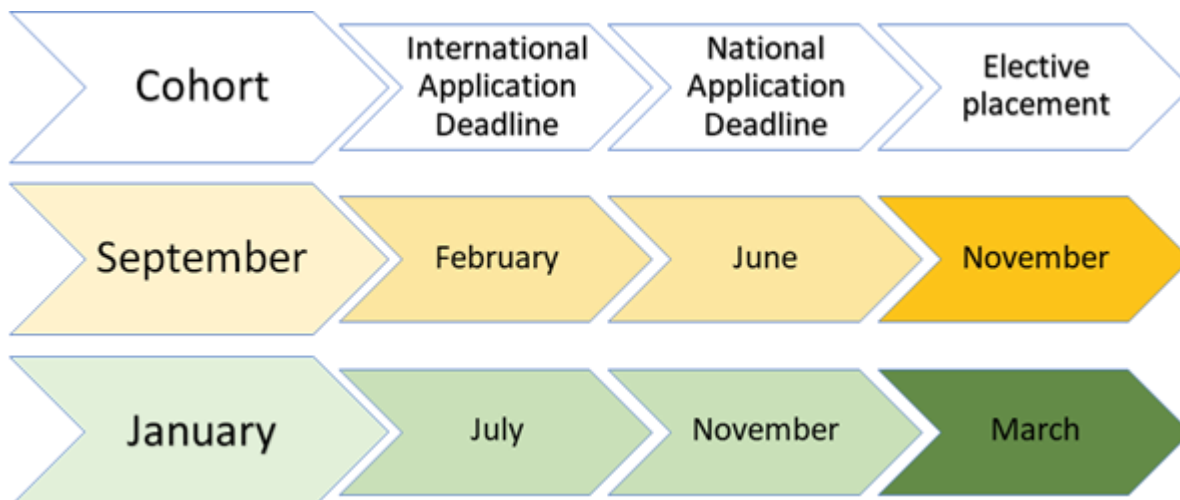 Cohort
International
Application
Deadline
National
Application
Deadline
Elective
placement
September
February
June
November
January
July
November
March